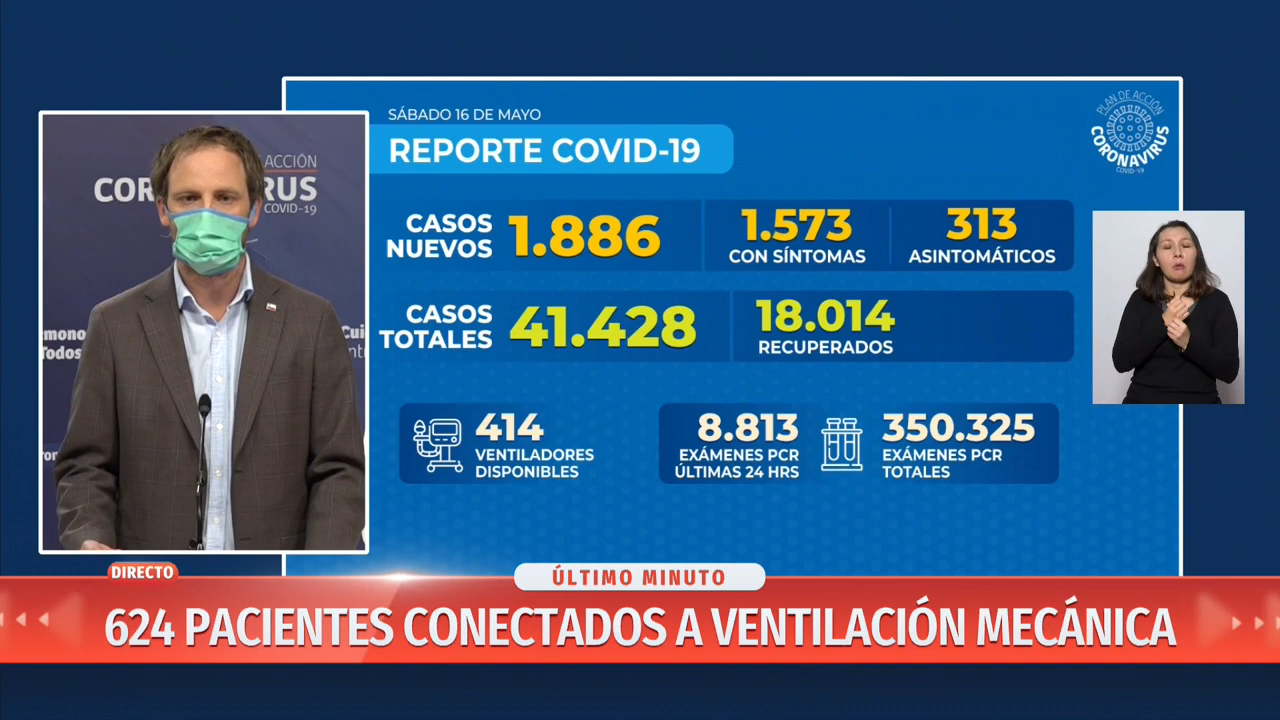 SÁBADO 16 DE MAYO
REPORTE COVID-19
PLAN DE ACCIÓN
CORONAVIRUS
COVID-19
CASOS
NUEVOS
1.886
1.573
CON SÍNTOMAS
313
ASINTOMÁTICOS
CASOS
TOTALES
41.428
18.014
RECUPERADOS
414
VENTILADORES
DISPONIBLES
8.813
EXÁMENES PCR
ÚLTIMAS 24 HRS
350.325
EXÁMENES PCR
TOTALES
ACCIÓN
COR RUS
COVID-19
emono
Todos
Cui
DIRECTO
ÚLTIMO MINUTO
624 PACIENTES CONECTADOS A VENTILACIÓN MECÁNICA